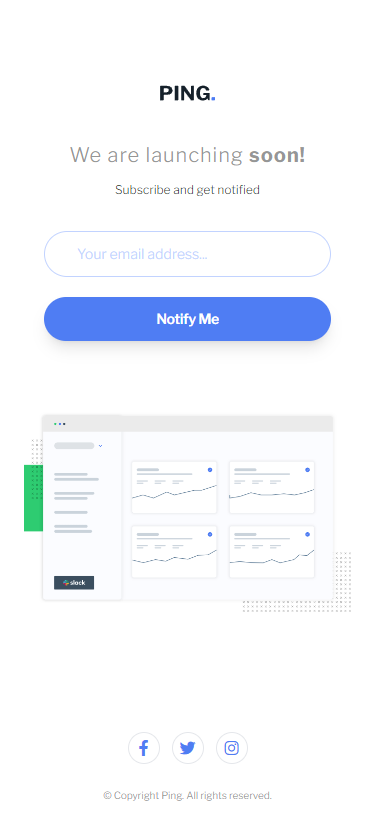 PING.
We are launching soon!
Subscribe and get notified
Your email address...
Notify Me
slack
© Copyright Ping. All rights reserved.